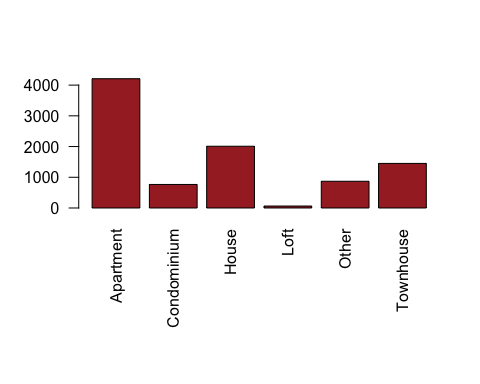 4000
3000
2000
1000
0
Apartment
Condominium
House
Loft
Other
Townhouse